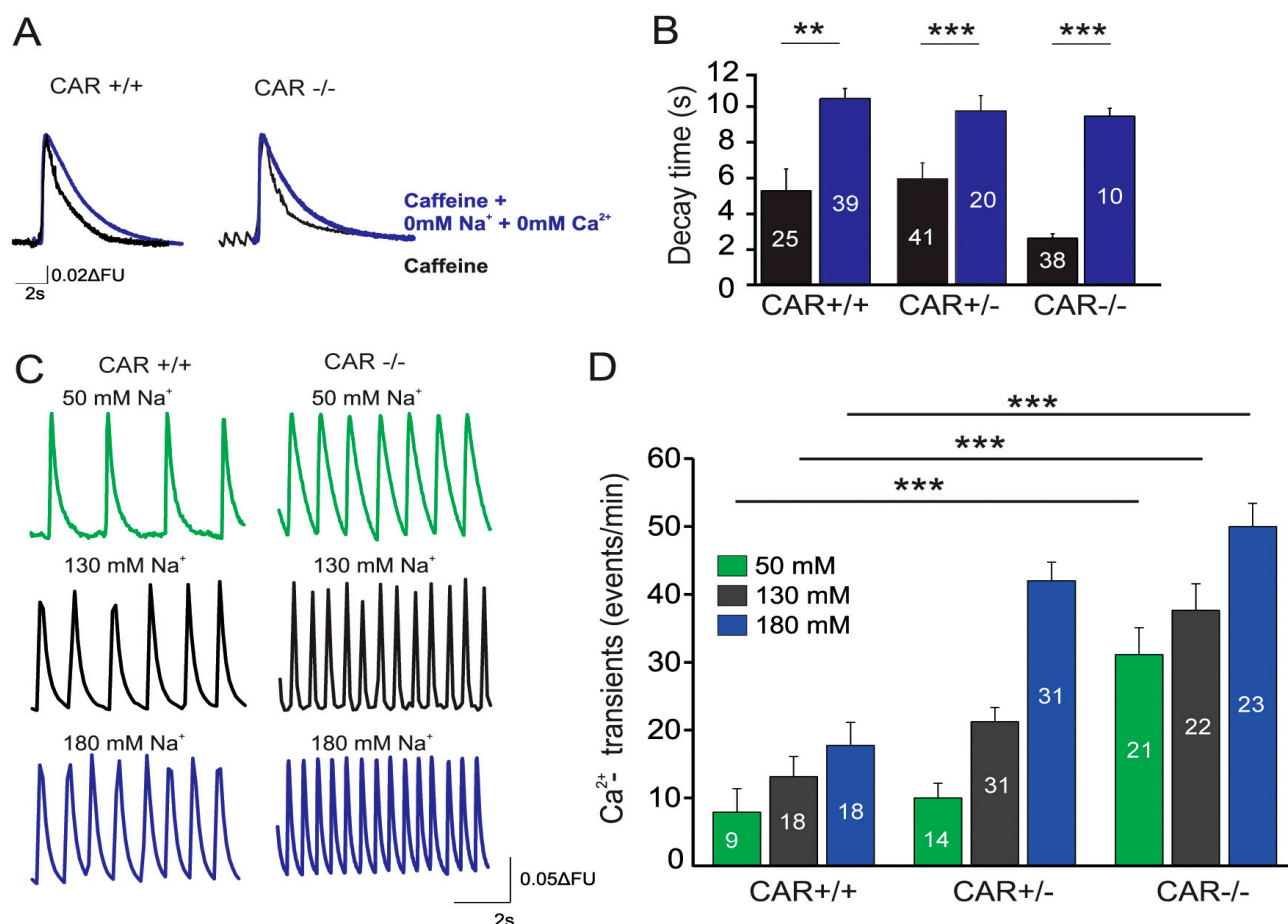 A
CAR +/+
CAR -/-
Caffeine +
0mM Na⁺ + 0mM Ca²⁺
Caffeine
0.02ΔFU
2s
B
** *** ***
Decay time (s)
12
10
8
6
4
2
0
25
39
41
20
38
10
CAR+/+ CAR+/- CAR-/-
C
CAR +/+
CAR -/-
50 mM Na⁺
50 mM Na⁺
130 mM Na⁺
130 mM Na⁺
180 mM Na⁺
180 mM Na⁺
0.05ΔFU
2s
D
***
***
***
Ca²⁺- transients (events/min)
60
50
40
30
20
10
0
50 mM
130 mM
180 mM
9
18
18
14
31
31
21
22
23
CAR+/+ CAR+/- CAR-/-